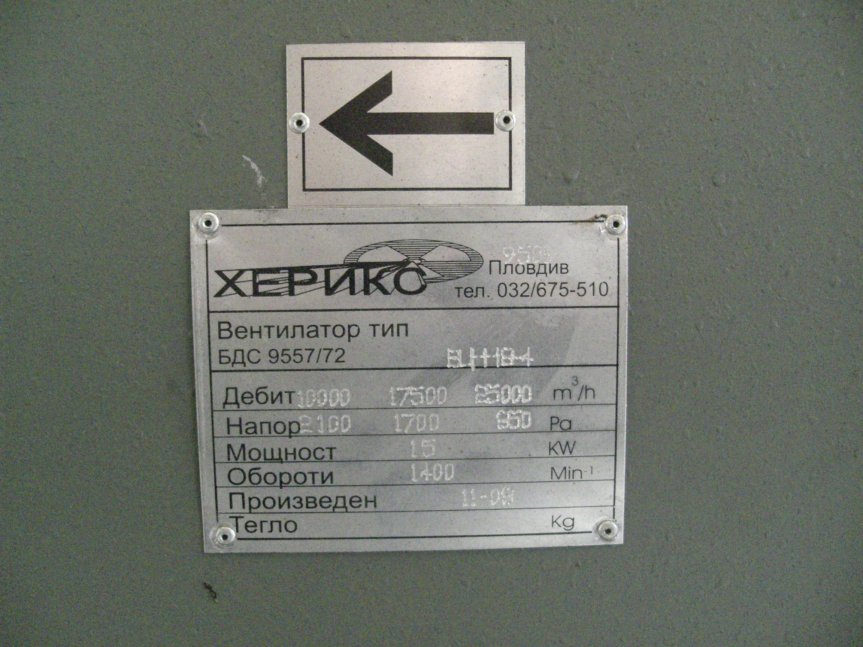 ХЕРИКС
Пловдив
тел. 032/675-510
Вентилатор тип
БДС 9557/72
Дебит 10000 17500 25000 m³/h
Напор 2100 1700 950 Pa
Мощност 15 KW
Обороти 1400 Min-1
Произведен
Тегло Kg